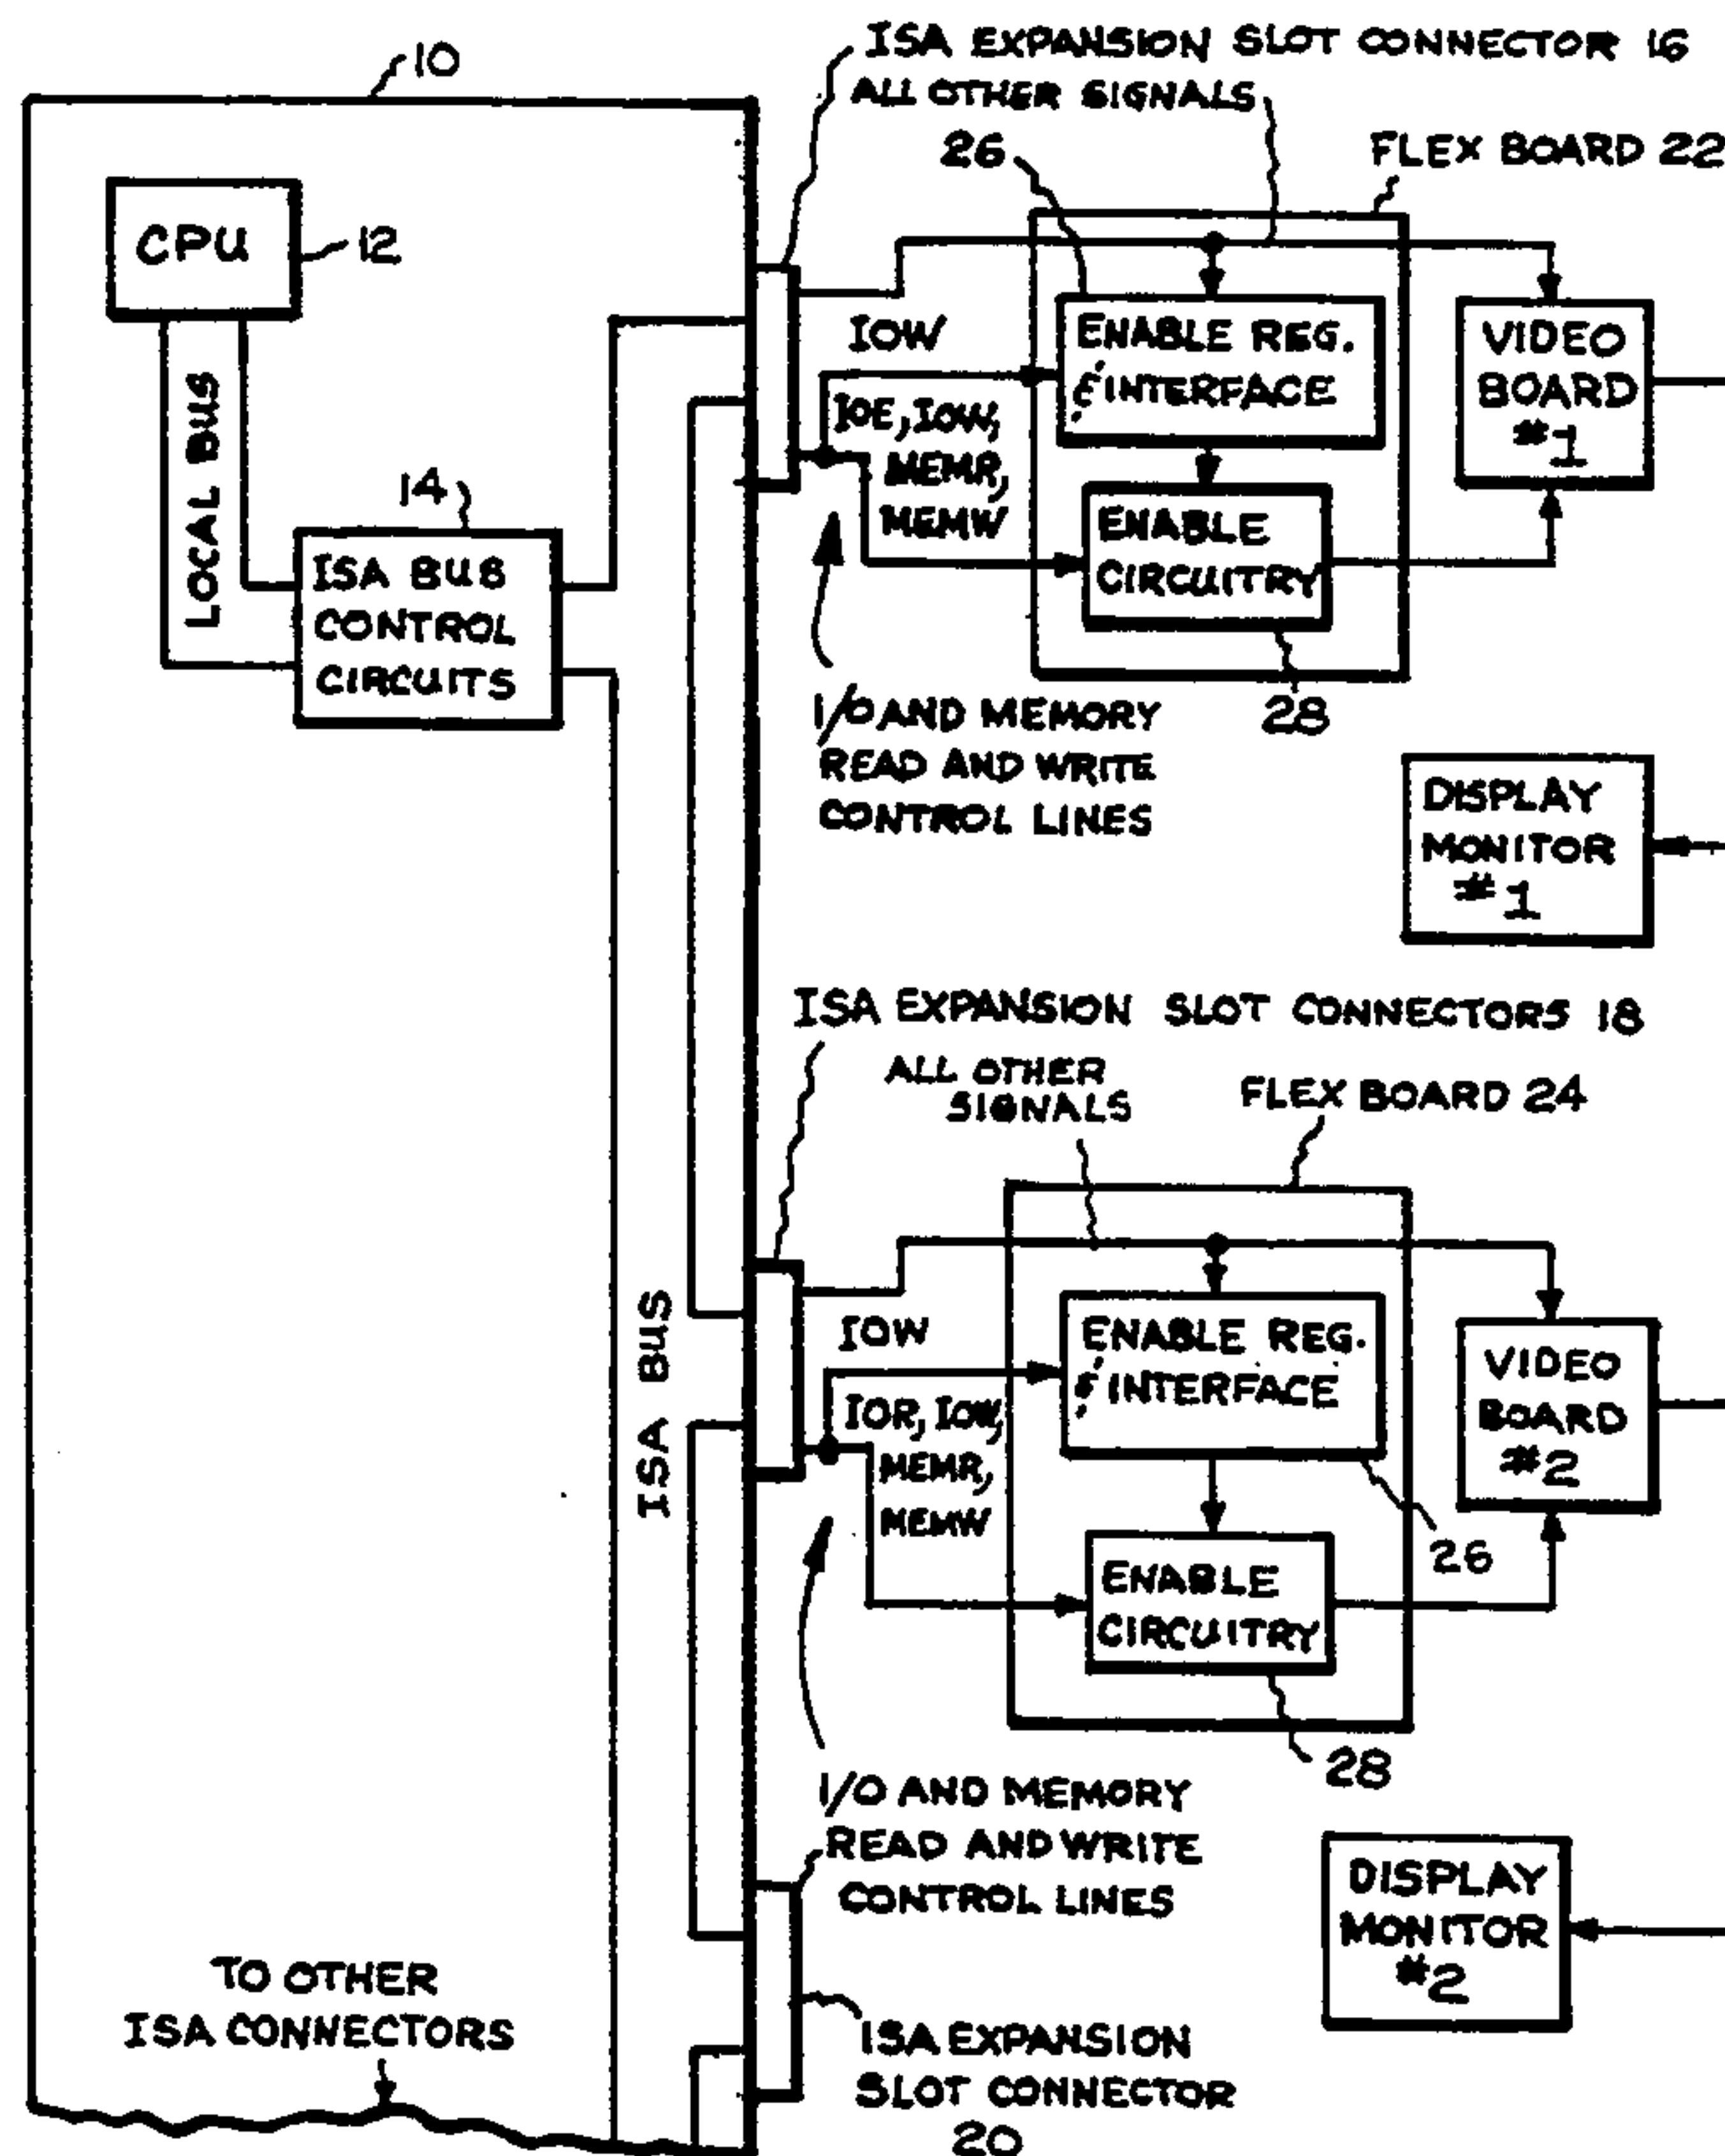 10
ISA EXPANSION SLOT CONNECTOR 16
ALL OTHER SIGNALS
26
FLEX BOARD 22
CPU
12
LOCAL BUS
14
ISA BUS
CONTROL
CIRCUITS
IOW
IOE, IOW,
MEMR,
MEMW
ENABLE REG.
& INTERFACE
ENABLE
CIRCUITRY
28
VIDEO
BOARD
#1
I/O AND MEMORY
READ AND WRITE
CONTROL LINES
DISPLAY
MONITOR
#1
ISA EXPANSION SLOT CONNECTORS 18
ALL OTHER
SIGNALS
FLEX BOARD 24
ISA BUS
IOW
IOR, IOW,
MEMR,
MEMW
ENABLE REG.
& INTERFACE
26
ENABLE
CIRCUITRY
28
VIDEO
BOARD
#2
I/O AND MEMORY
READ AND WRITE
CONTROL LINES
DISPLAY
MONITOR
#2
TO OTHER
ISA CONNECTORS
ISA EXPANSION
SLOT CONNECTOR
20